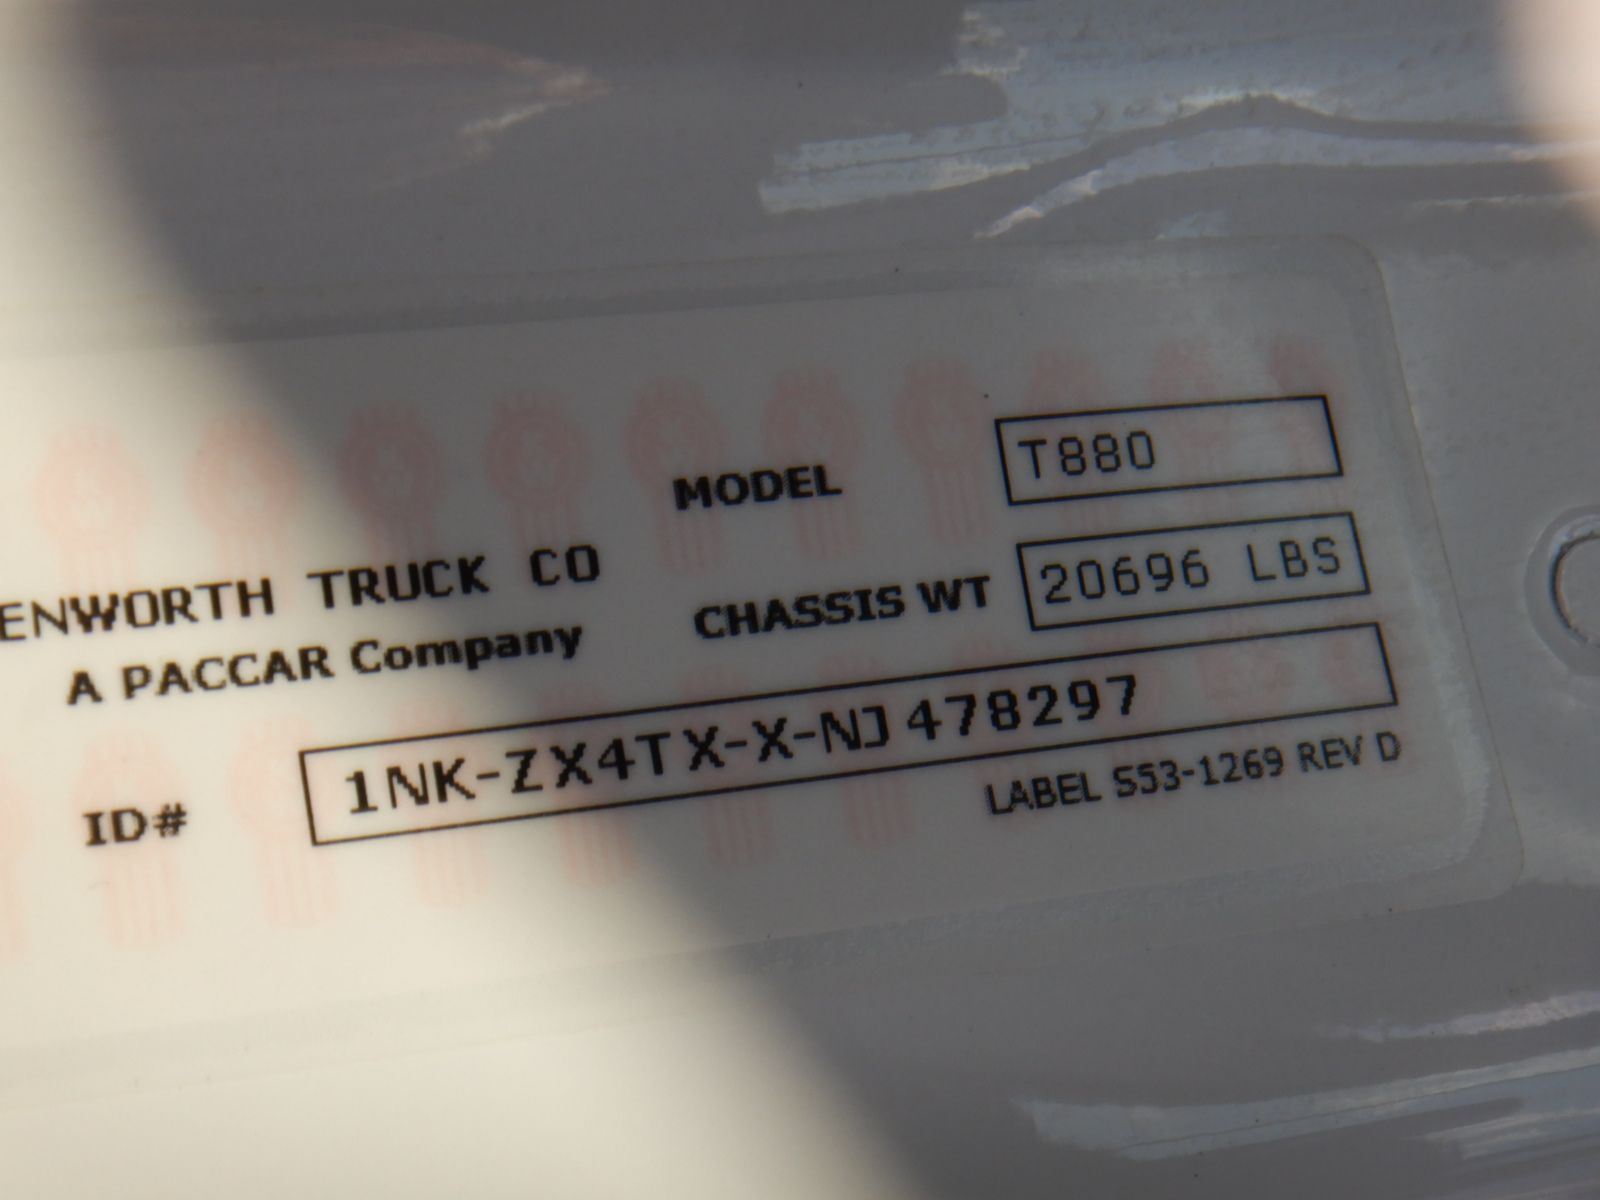 MODEL T880
ENWORTH TRUCK CO
CHASSIS WT 20696 LBS
A PACCAR Company
ID# 1NK-ZX4TX-X-NJ478297
LABEL S53-1269 REV D